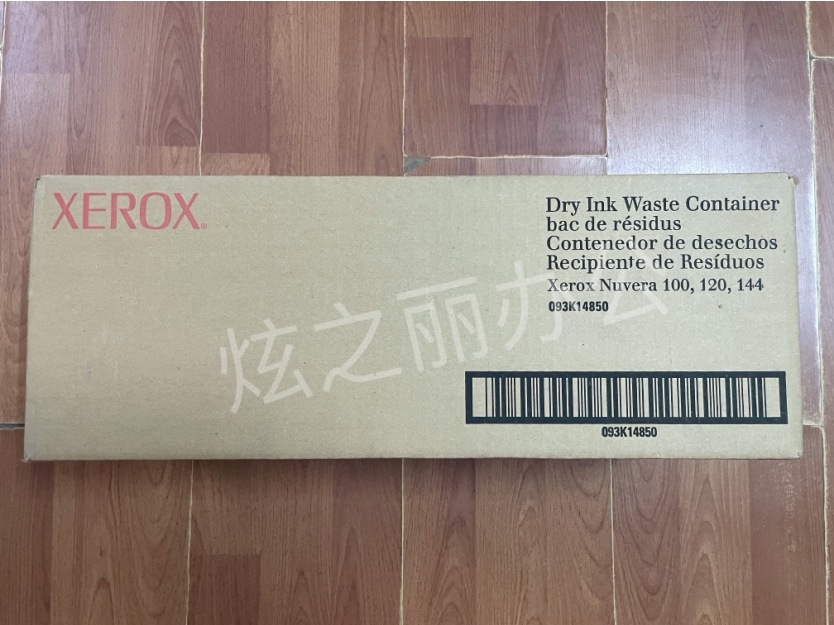 XEROX
Dry Ink Waste Container
bac de résidus
Contenedor de desechos
Recipiente de Resíduos
Xerox Nuvera 100, 120, 144
093K14850
炫之丽办公
093K14850